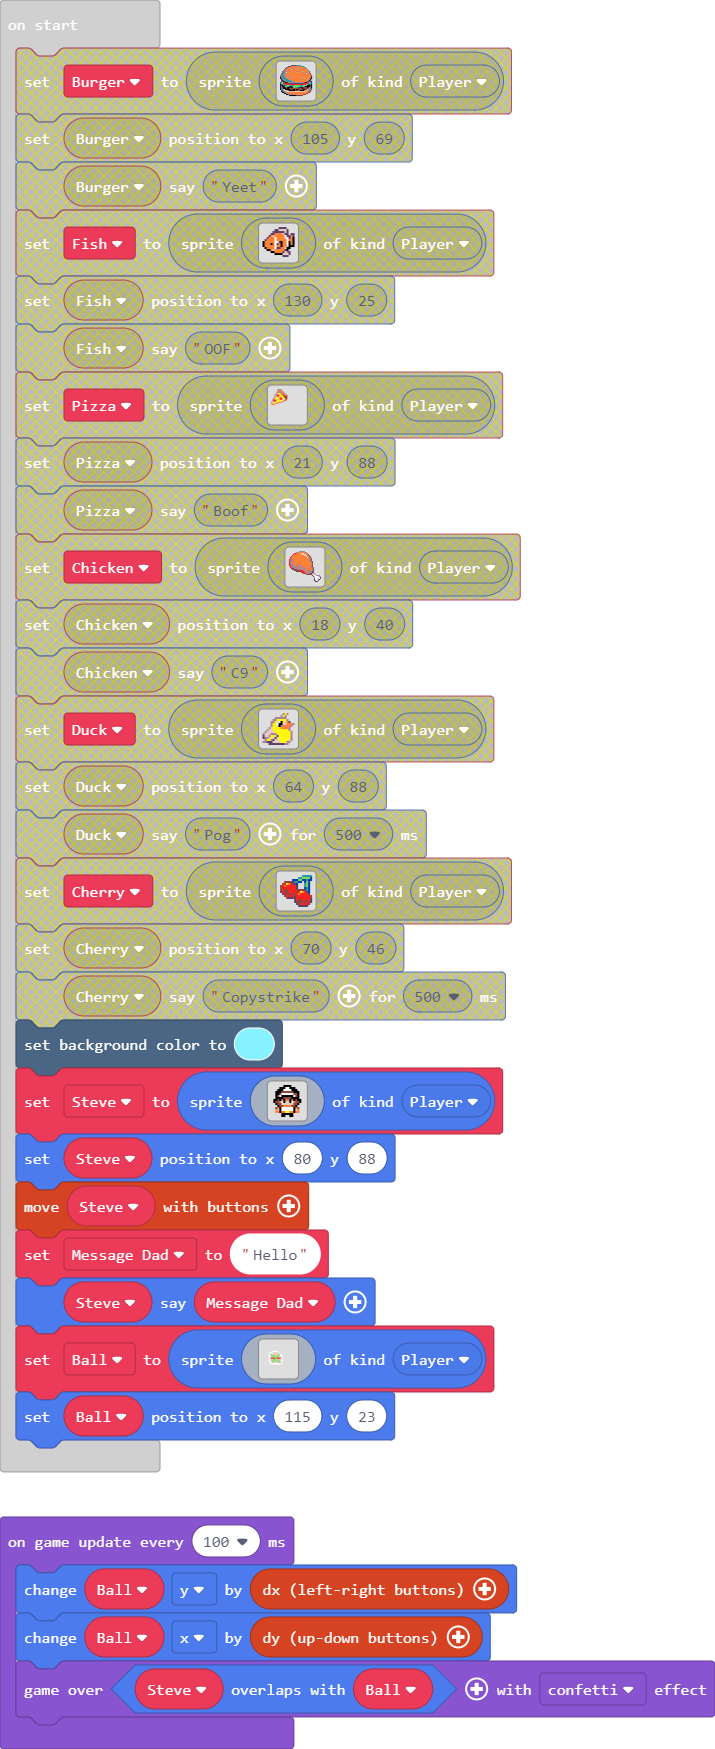 on start
set Burger to sprite of kind Player
set Burger position to x 105 y 69
Burger say "Yeet"
set Fish to sprite of kind Player
set Fish position to x 130 y 25
Fish say "OOF"
set Pizza to sprite of kind Player
set Pizza position to x 21 y 88
Pizza say "Boof"
set Chicken to sprite of kind Player
set Chicken position to x 18 y 40
Chicken say "C9"
set Duck to sprite of kind Player
set Duck position to x 64 y 88
Duck say "Pog" for 500 ms
set Cherry to sprite of kind Player
set Cherry position to x 70 y 46
Cherry say "Copystrike" for 500 ms
set background color to
set Steve to sprite of kind Player
set Steve position to x 80 y 88
move Steve with buttons
set Message Dad to "Hello"
Steve say Message Dad
set Ball to sprite of kind Player
set Ball position to x 115 y 23
on game update every 100 ms
change Ball y by dx (left-right buttons)
change Ball x by dy (up-down buttons)
game over Steve overlaps with Ball with confetti effect